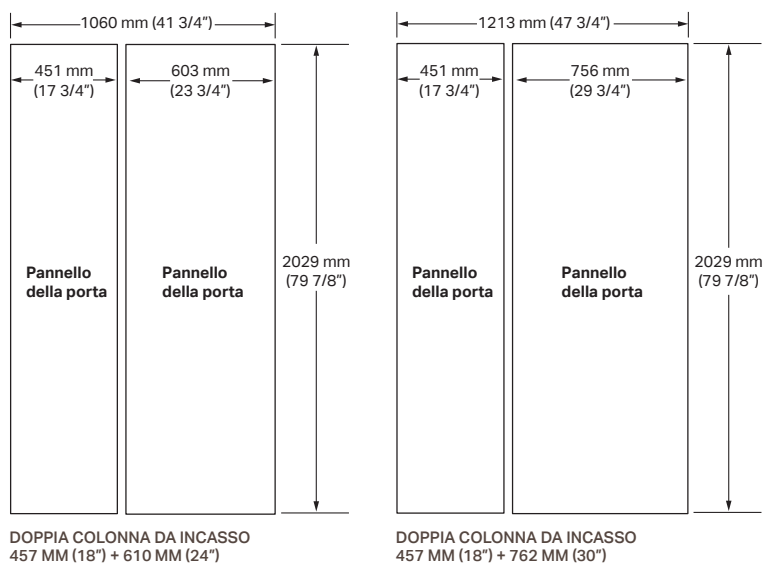 1060 mm (41 3/4″)
451 mm
(17 3/4″)
603 mm
(23 3/4″)
2029 mm
(79 7/8″)
Pannello
della porta
Pannello
della porta
DOPPIA COLONNA DA INCASSO
457 MM (18″) + 610 MM (24″)
1213 mm (47 3/4″)
451 mm
(17 3/4″)
756 mm
(29 3/4″)
2029 mm
(79 7/8″)
Pannello
della porta
Pannello
della porta
DOPPIA COLONNA DA INCASSO
457 MM (18″) + 762 MM (30″)